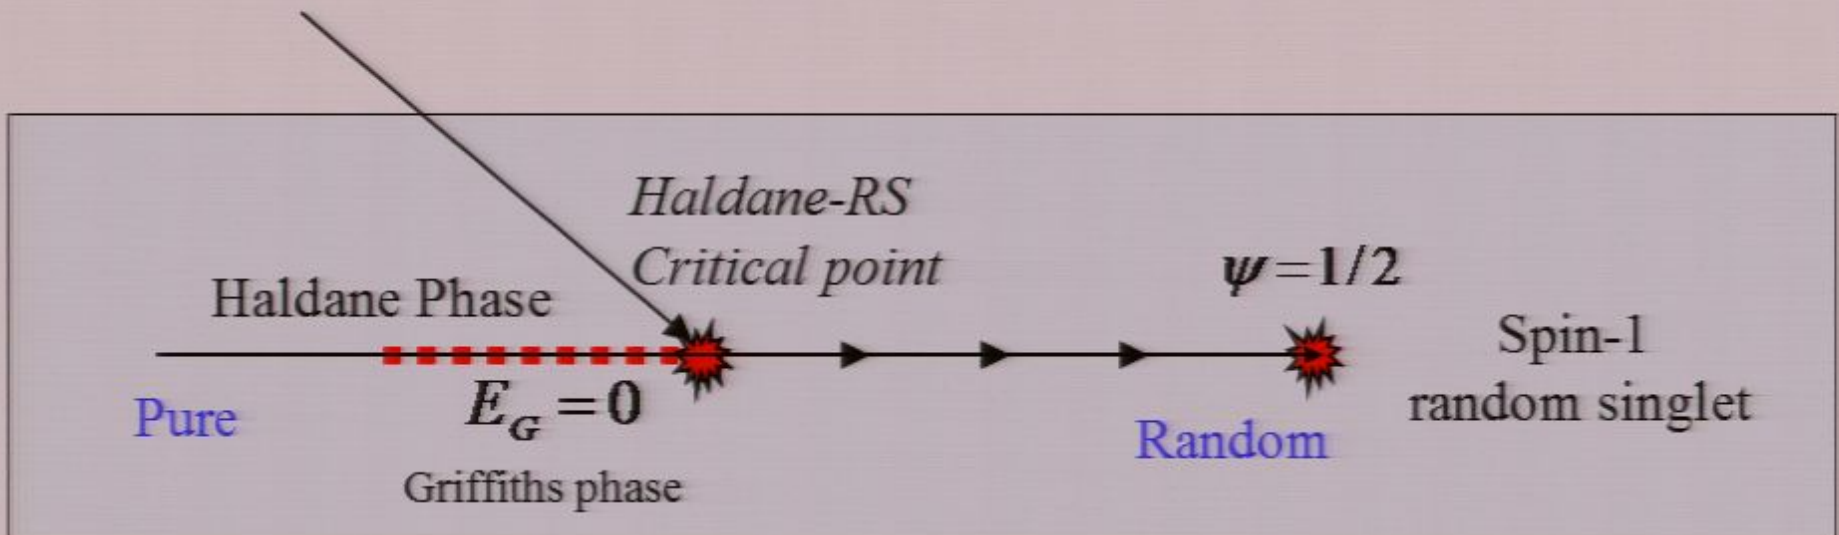 Haldane-RS
Critical point
ψ=1/2
Haldane Phase
Spin-1
random singlet
E_G=0
Pure
Random
Griffiths phase